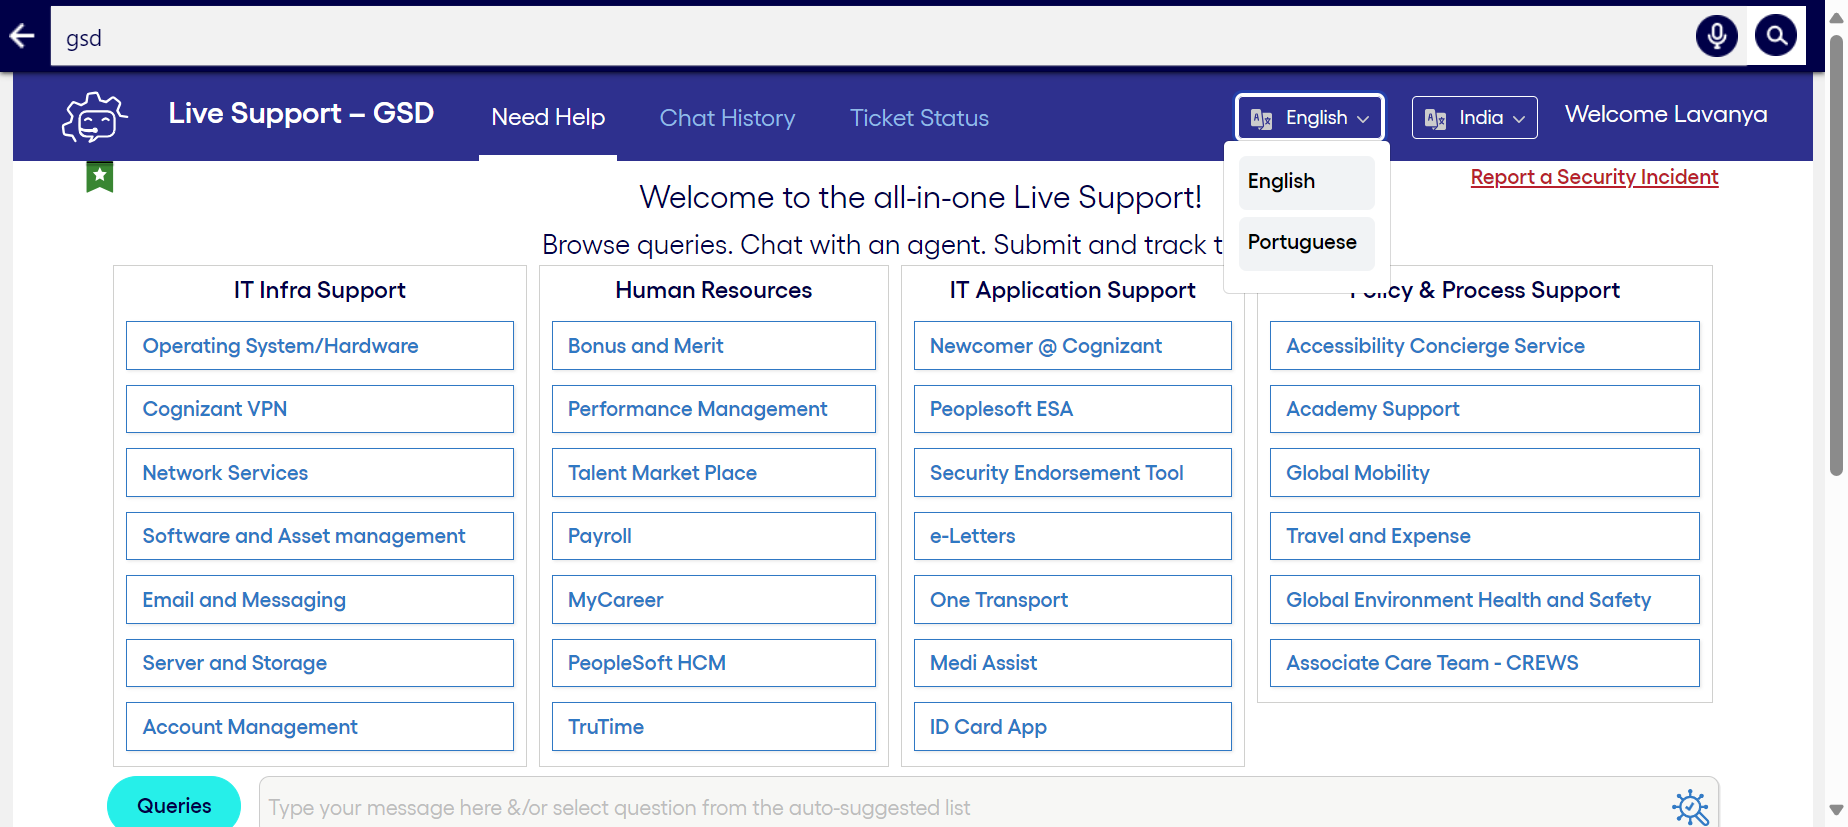 gsd
Live Support – GSD
Need Help
Chat History
Ticket Status
English
India
Welcome Lavanya
English
Portuguese
Report a Security Incident
Welcome to the all-in-one Live Support!
Browse queries. Chat with an agent. Submit and track t
IT Infra Support
Operating System/Hardware
Cognizant VPN
Network Services
Software and Asset management
Email and Messaging
Server and Storage
Account Management
Human Resources
Bonus and Merit
Performance Management
Talent Market Place
Payroll
MyCareer
PeopleSoft HCM
TruTime
IT Application Support
Newcomer @ Cognizant
Peoplesoft ESA
Security Endorsement Tool
e-Letters
One Transport
Medi Assist
ID Card App
Policy & Process Support
Accessibility Concierge Service
Academy Support
Global Mobility
Travel and Expense
Global Environment Health and Safety
Associate Care Team - CREWS
Queries
Type your message here &/or select question from the auto-suggested list